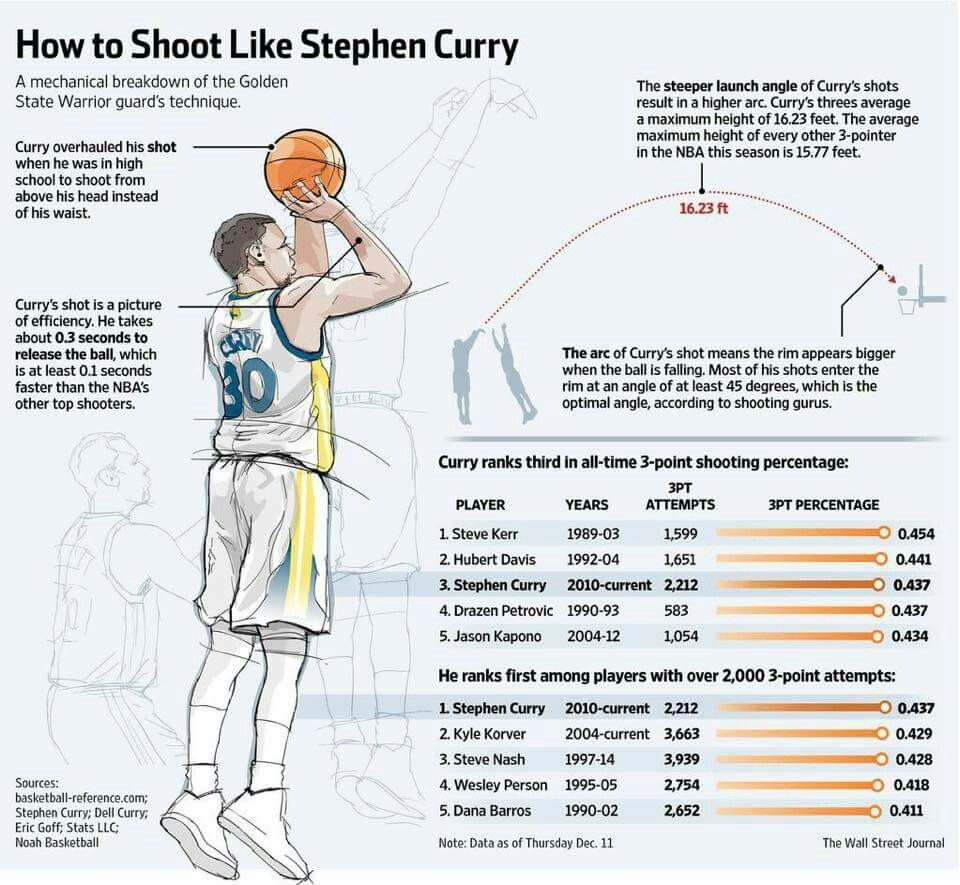 How to Shoot Like Stephen Curry
A mechanical breakdown of the Golden
State Warrior guard's technique.
Curry overhauled his shot
when he was in high
school to shoot from
above his head instead
of his waist.
The steeper launch angle of Curry's shots
result in a higher arc. Curry's threes average
a maximum height of 16.23 feet. The average
maximum height of every other 3-pointer
in the NBA this season is 15.77 feet.
16.23 ft
Curry's shot is a picture
of efficiency. He takes
about 0.3 seconds to
release the ball, which
is at least 0.1 seconds
faster than the NBA's
other top shooters.
CURRY
30
The arc of Curry's shot means the rim appears bigger
when the ball is falling. Most of his shots enter the
rim at an angle of at least 45 degrees, which is the
optimal angle, according to shooting gurus.
Curry ranks third in all-time 3-point shooting percentage:
PLAYER YEARS 3PT ATTEMPTS 3PT PERCENTAGE
1. Steve Kerr 1989-03 1,599 0.454
2. Hubert Davis 1992-04 1,651 0.441
3. Stephen Curry 2010-current 2,212 0.437
4. Drazen Petrovic 1990-93 583 0.437
5. Jason Kapono 2004-12 1,054 0.434
He ranks first among players with over 2,000 3-point attempts:
1. Stephen Curry 2010-current 2,212 0.437
2. Kyle Korver 2004-current 3,663 0.429
3. Steve Nash 1997-14 3,939 0.428
4. Wesley Person 1995-05 2,754 0.418
5. Dana Barros 1990-02 2,652 0.411
Sources:
basketball-reference.com;
Stephen Curry; Dell Curry;
Eric Goff; Stats LLC;
Noah Basketball
Note: Data as of Thursday Dec. 11
The Wall Street Journal